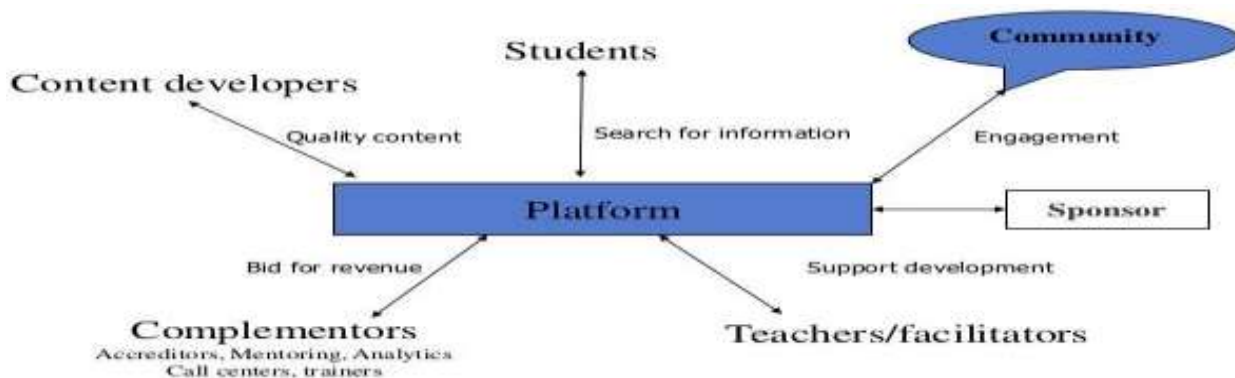 Community
Students
Content developers
Quality content
Search for information
Engagement
Platform
Sponsor
Bid for revenue
Support development
Complementors
Accreditors, Mentoring, Analytics
Call centers, trainers
Teachers/facilitators